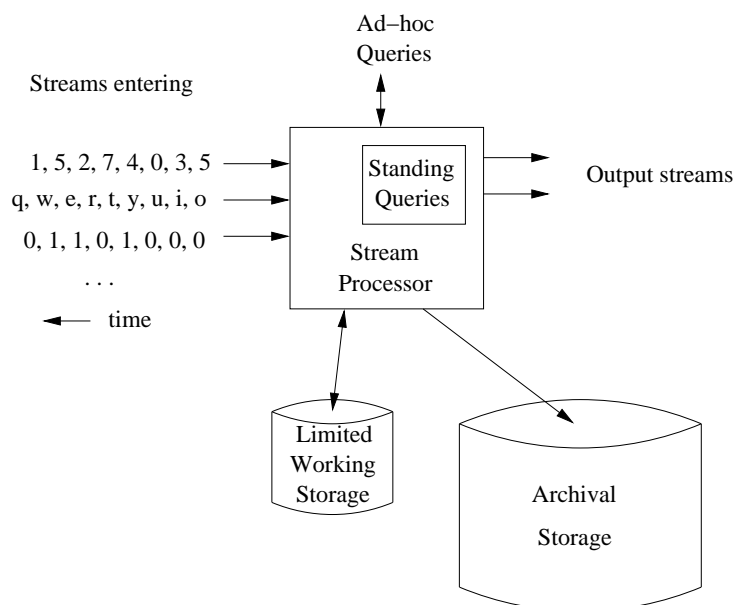 Ad−hoc
Queries
Streams entering
1, 5, 2, 7, 4, 0, 3, 5
q, w, e, r, t, y, u, i, o
0, 1, 1, 0, 1, 0, 0, 0
. . .
time
Standing
Queries
Stream
Processor
Output streams
Limited
Working
Storage
Archival
Storage